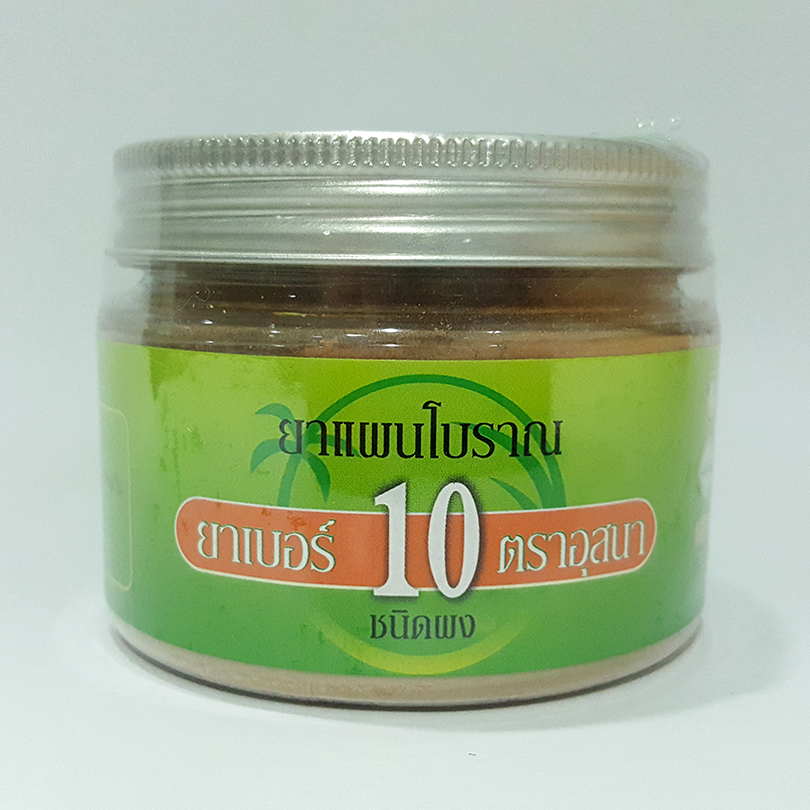 ยาแผนโบราณ
ยาเบอร์ 10 ตราอุสนา
ชนิดผง